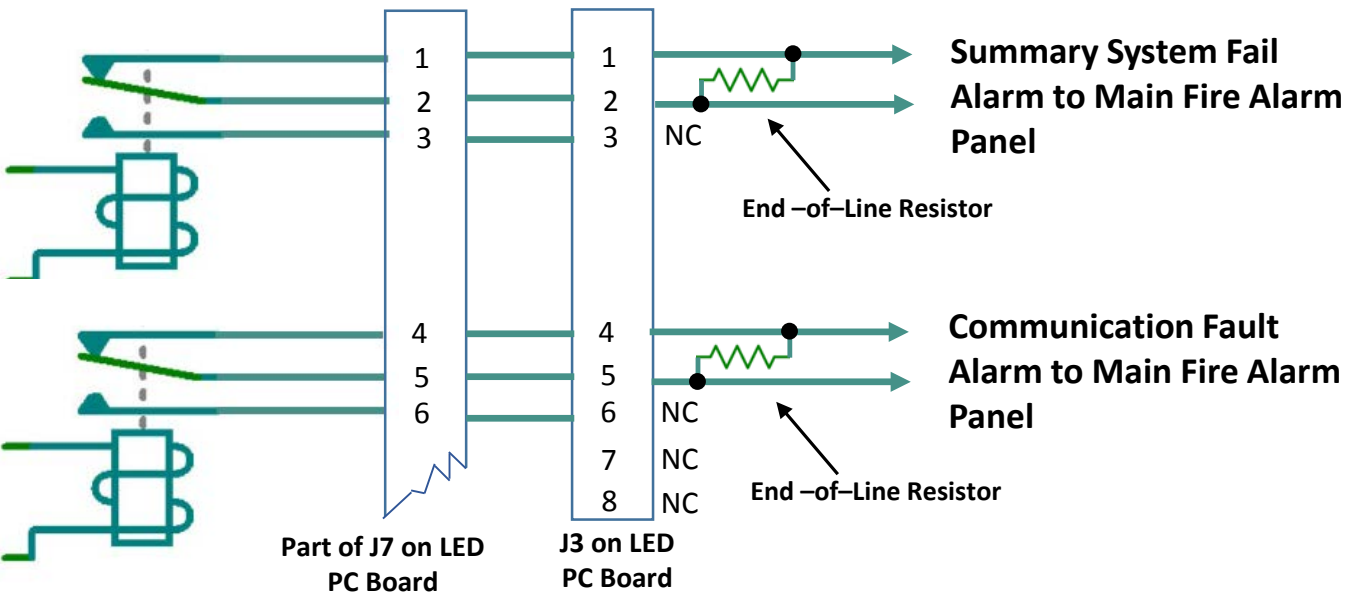 1
2
3
4
5
6
Part of J7 on LED
PC Board
1
2
3
4
5
6
7
8
J3 on LED
PC Board
NC
NC
NC
NC
Summary System Fail
Alarm to Main Fire Alarm
Panel
End –of–Line Resistor
Communication Fault
Alarm to Main Fire Alarm
Panel
End –of–Line Resistor